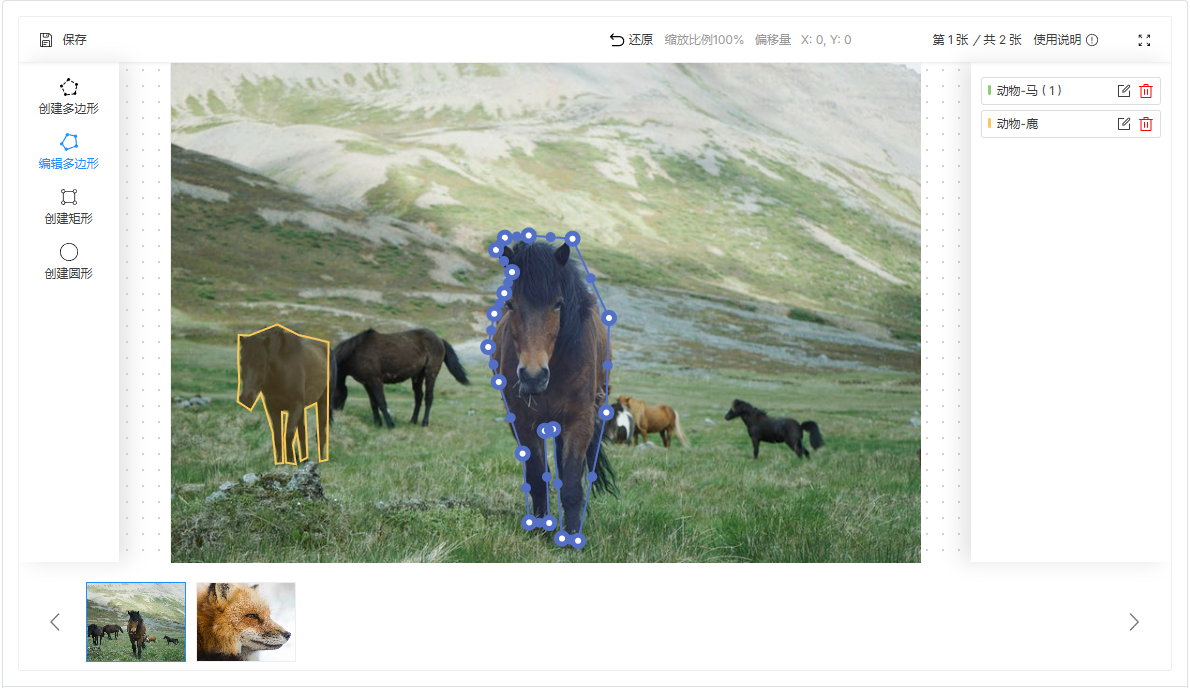 保存
还原 缩放比例100% 偏移量 X: 0, Y: 0
第 1 张 / 共 2 张 使用说明
创建多边形
编辑多边形
创建矩形
创建圆形
动物-马 ( 1 )
动物-鹿